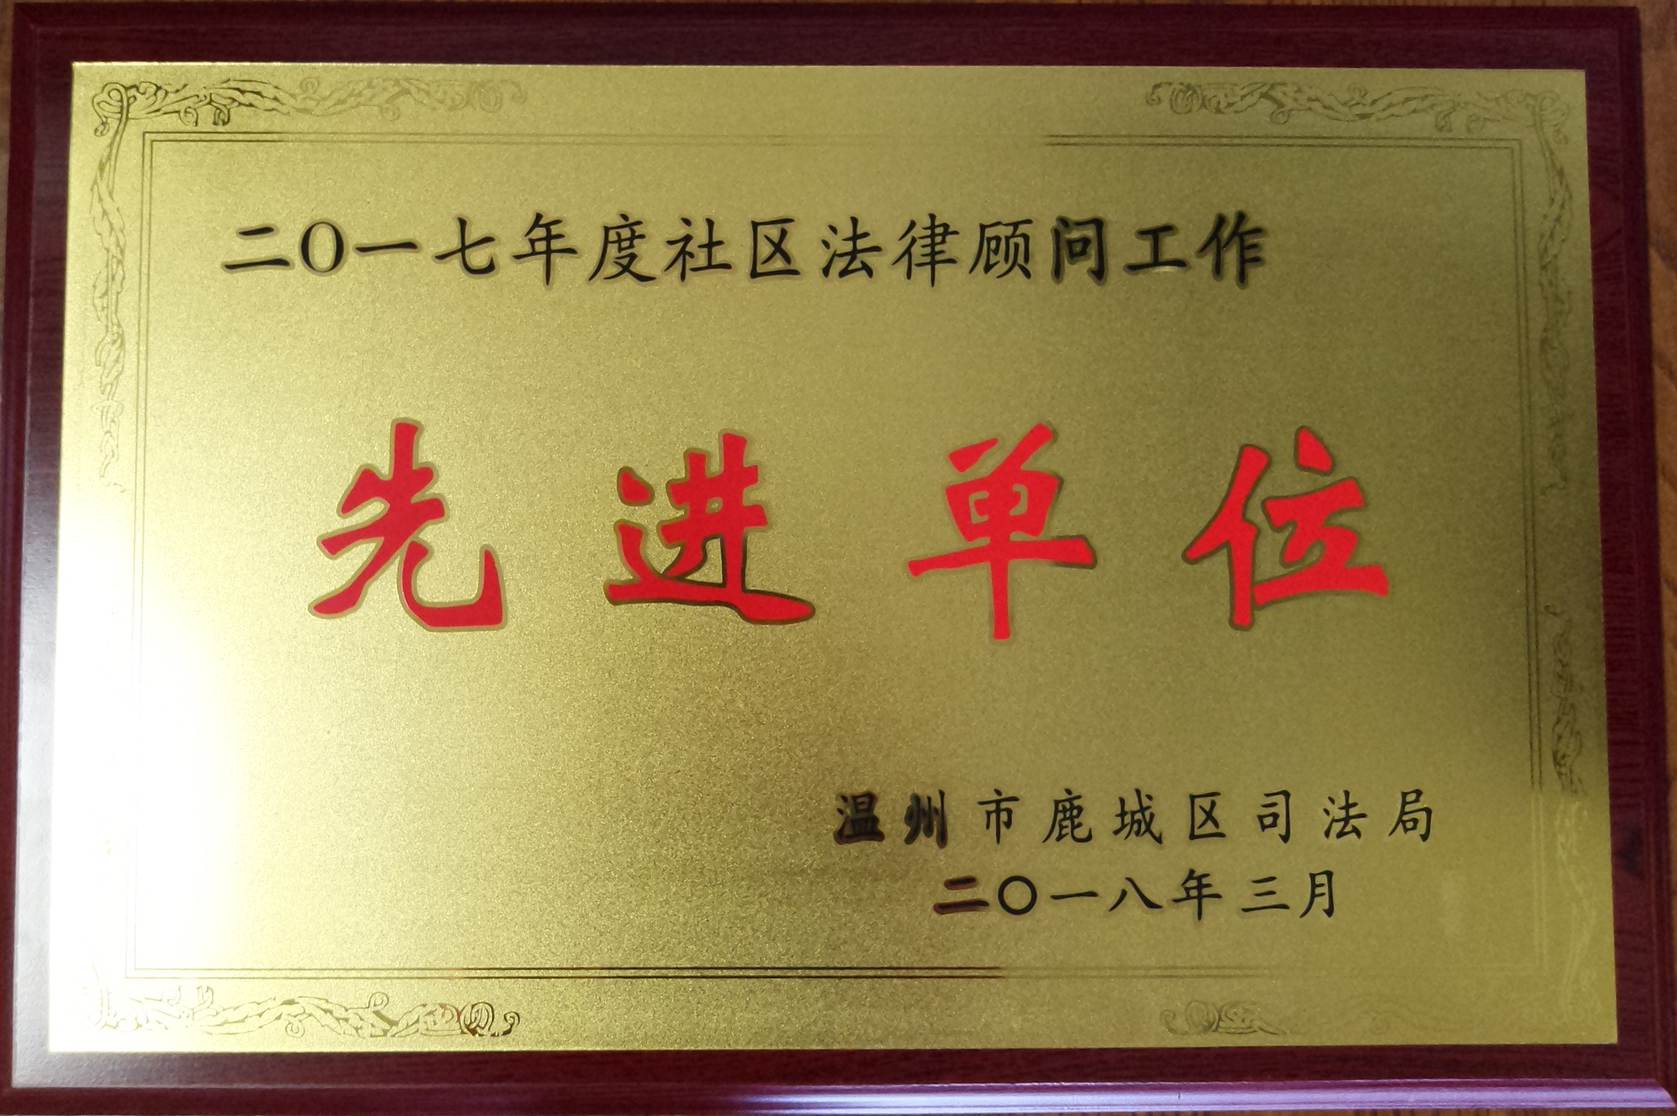 二〇一七年度社区法律顾问工作
先进单位
温州市鹿城区司法局
二〇一八年三月